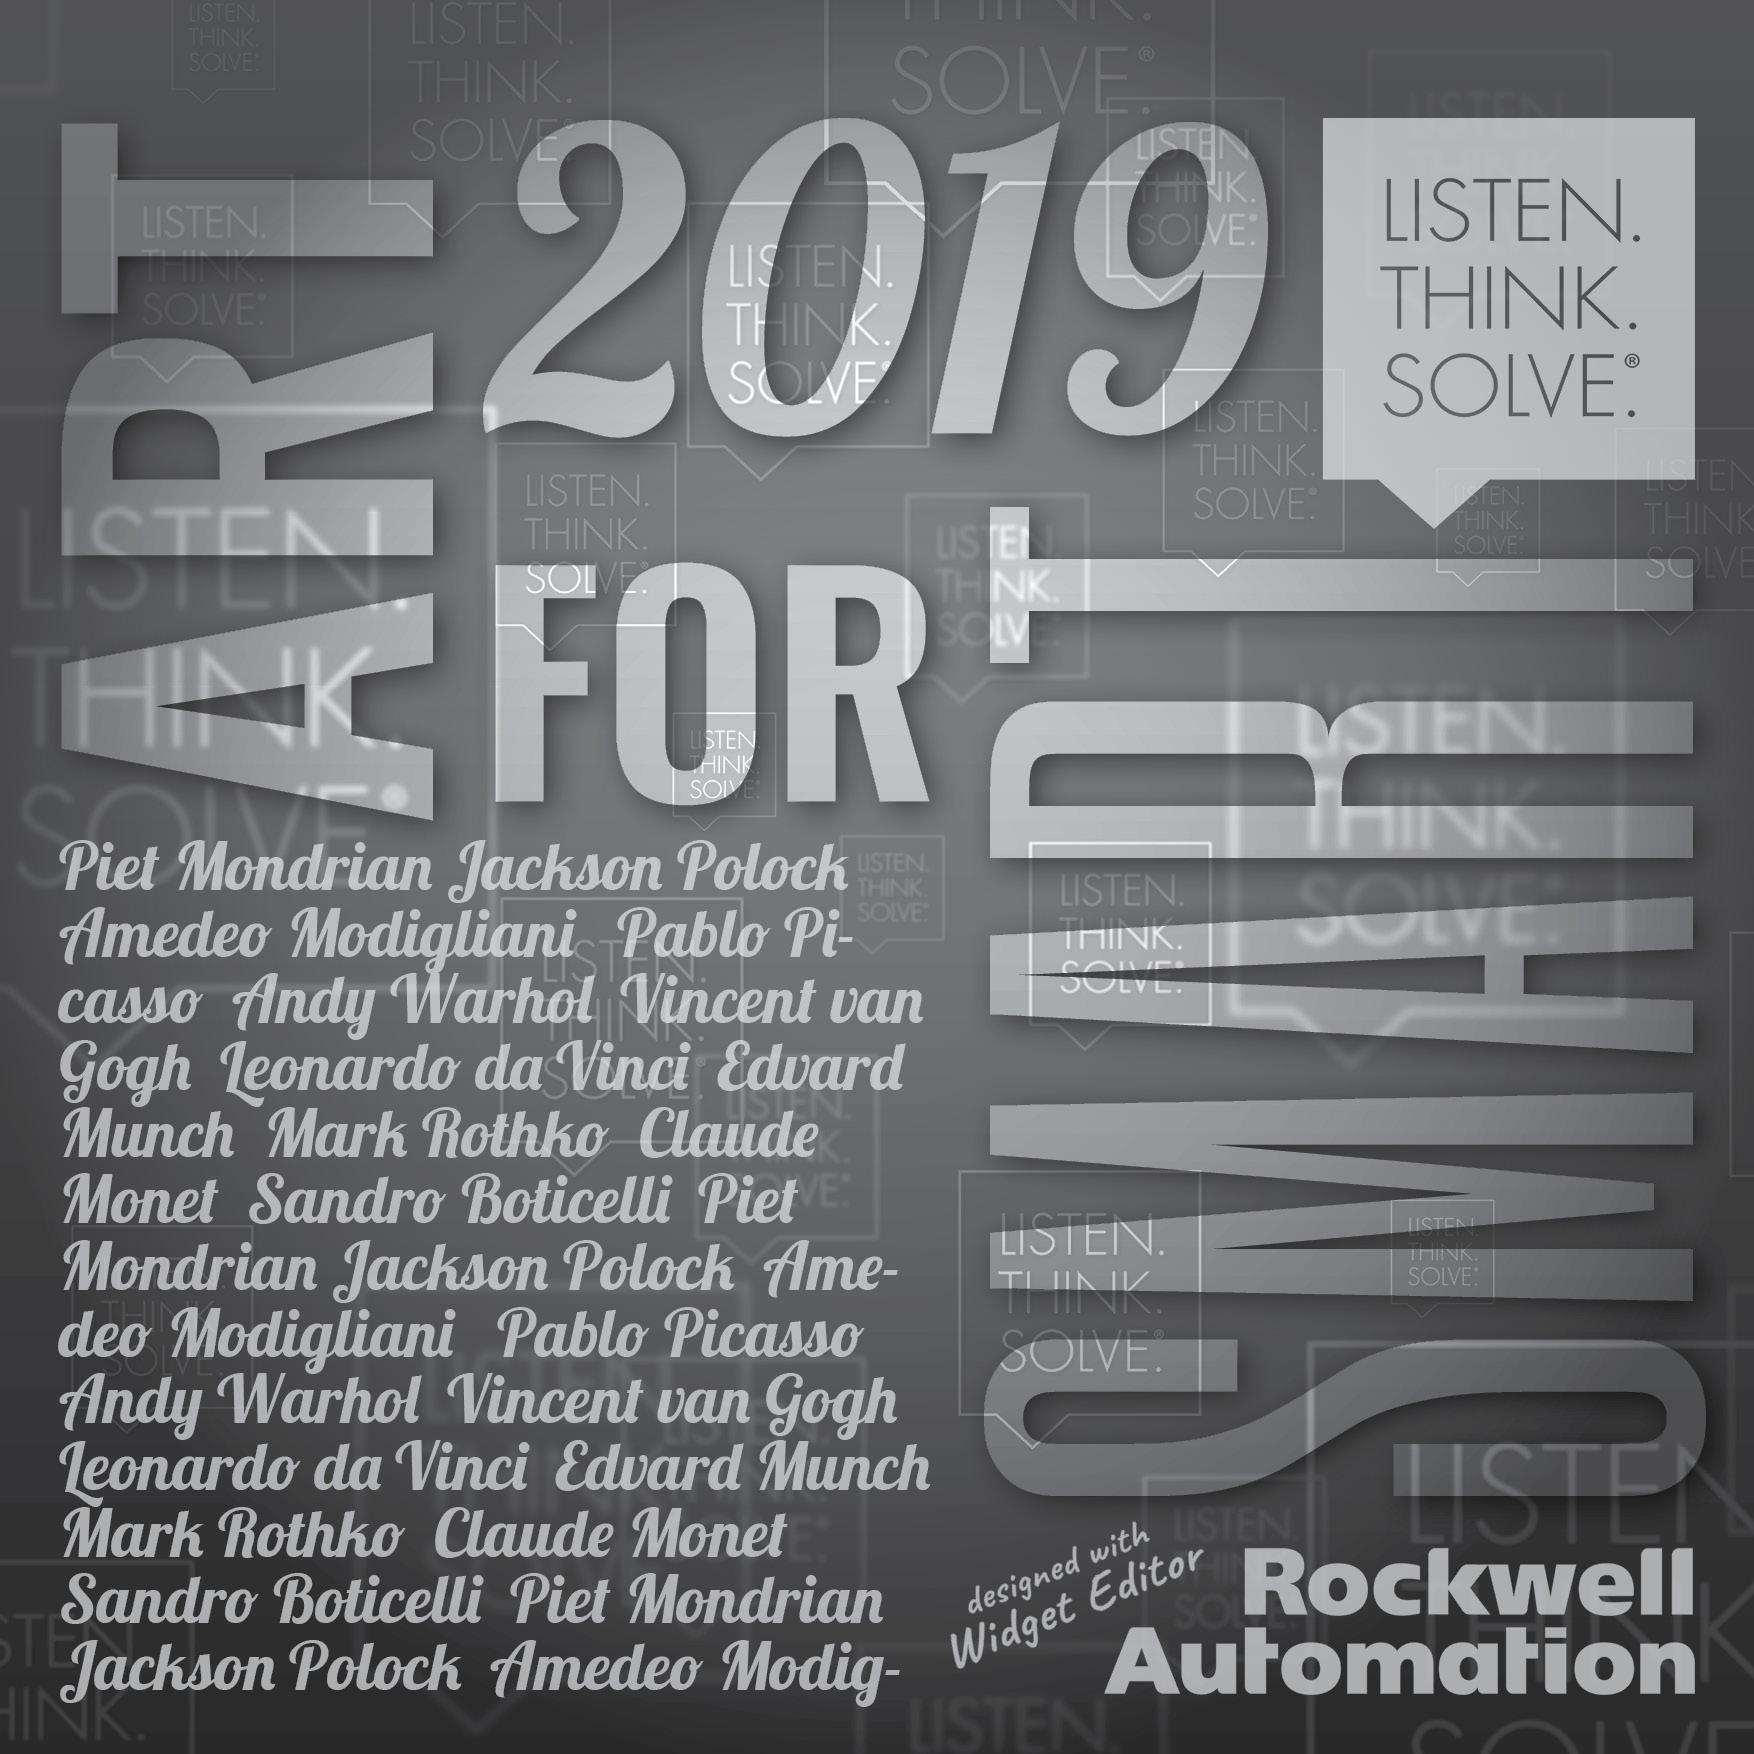 ART
2019
LISTEN.
THINK.
SOLVE.®
FOR
SMART
Piet Mondrian Jackson Polock
Amedeo Modigliani Pablo Pi-
casso Andy Warhol Vincent van
Gogh Leonardo da Vinci Edvard
Munch Mark Rothko Claude
Monet Sandro Boticelli Piet
Mondrian Jackson Polock Ame-
deo Modigliani Pablo Picasso
Andy Warhol Vincent van Gogh
Leonardo da Vinci Edvard Munch
Mark Rothko Claude Monet
Sandro Boticelli Piet Mondrian
Jackson Polock Amedeo Modig-
designed with
Widget Editor
Rockwell
Automation